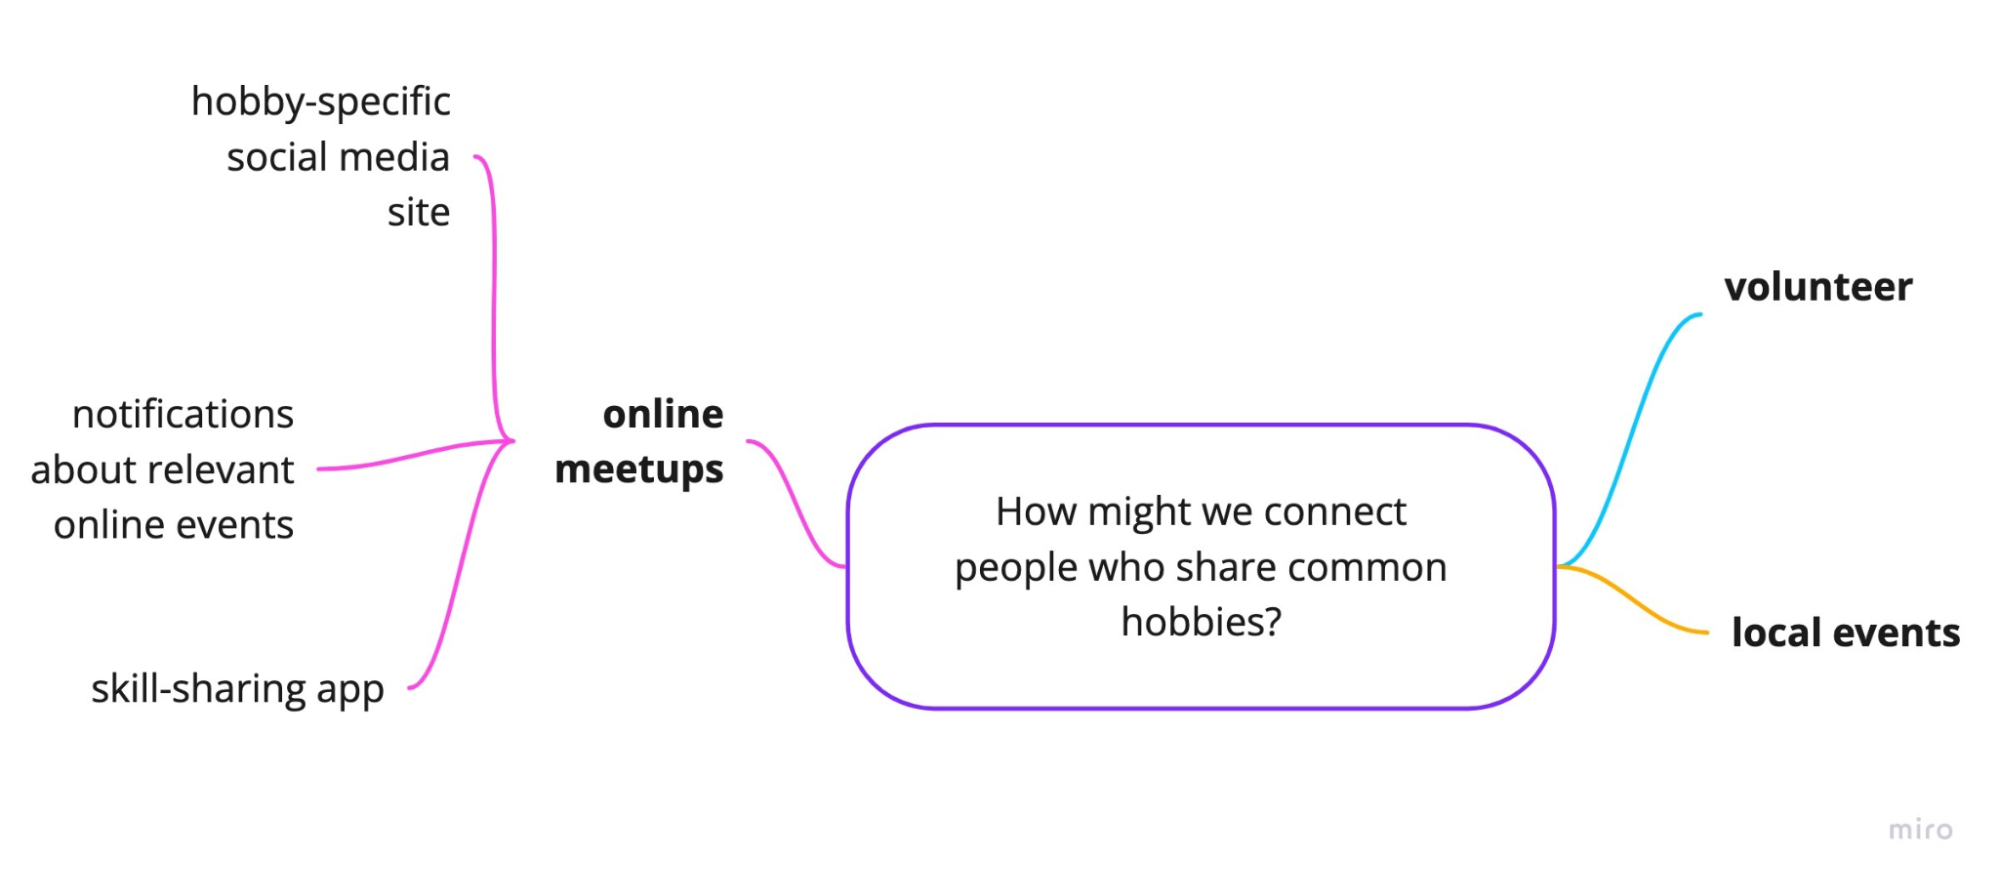 hobby-specific
social media
site
notifications
about relevant
online events
skill-sharing app
online
meetups
How might we connect
people who share common
hobbies?
volunteer
local events
miro